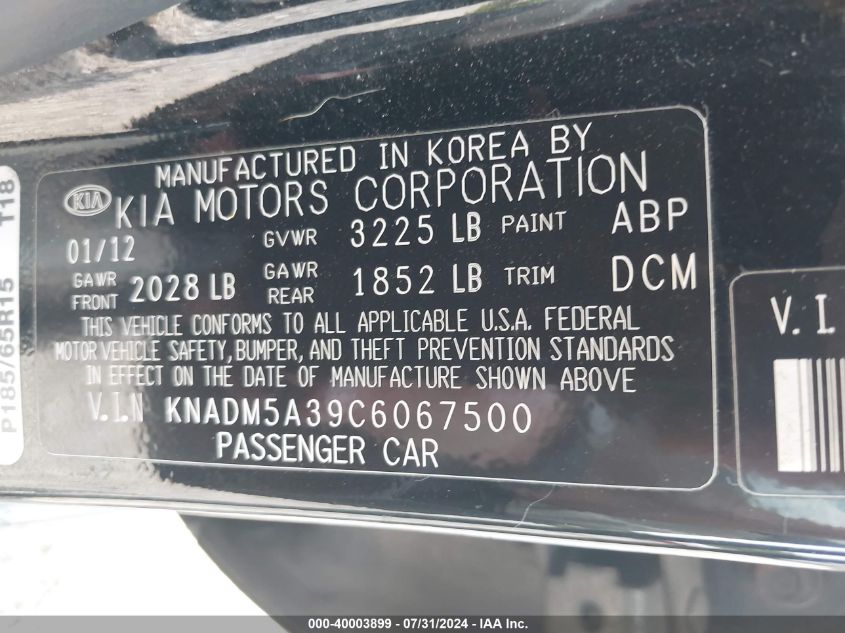 MANUFACTURED IN KOREA BY
KIA KIA MOTORS CORPORATION
01/12 GVWR 3225 LB PAINT ABP
GAWR FRONT 2028 LB GAWR REAR 1852 LB TRIM DCM
THIS VEHICLE CONFORMS TO ALL APPLICABLE U.S.A. FEDERAL
MOTOR VEHICLE SAFETY, BUMPER, AND THEFT PREVENTION STANDARDS
IN EFFECT ON THE DATE OF MANUFACTURE SHOWN ABOVE
V.I.N KNADM5A39C6067500
PASSENGER CAR
P185/65R15 T18
V. I.
000-40003899 / 07/31/2024 - IAA Inc.